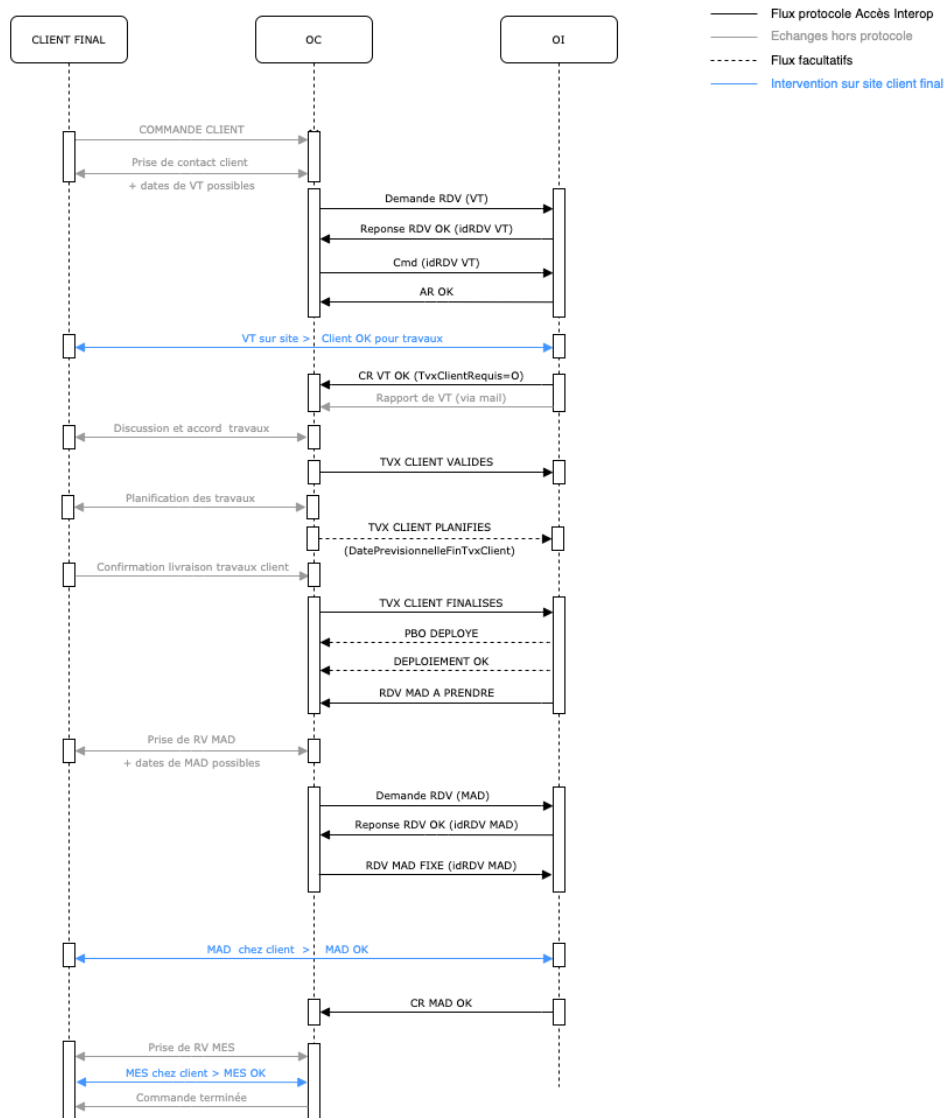 CLIENT FINAL
OC
OI
Flux protocole Accès Interop
Echanges hors protocole
Flux facultatifs
Intervention sur site client final
COMMANDE CLIENT
Prise de contact client
+ dates de VT possibles
Demande RDV (VT)
Reponse RDV OK (idRDV VT)
Cmd (idRDV VT)
AR OK
VT sur site > Client OK pour travaux
CR VT OK (TvxClientRequis=O)
Rapport de VT (via mail)
Discussion et accord travaux
TVX CLIENT VALIDES
Planification des travaux
TVX CLIENT PLANIFIES
(DatePrevisionnelleFinTvxClient)
Confirmation livraison travaux client
TVX CLIENT FINALISES
PBO DEPLOYE
DEPLOIEMENT OK
RDV MAD A PRENDRE
Prise de RV MAD
+ dates de MAD possibles
Demande RDV (MAD)
Reponse RDV OK (idRDV MAD)
RDV MAD FIXE (idRDV MAD)
MAD chez client > MAD OK
CR MAD OK
Prise de RV MES
MES chez client > MES OK
Commande terminée